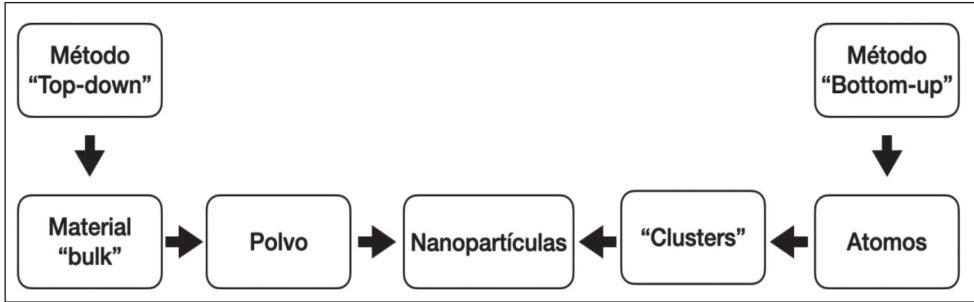 Método
“Top-down”
Método
“Bottom-up”
Material
“bulk”
Polvo
Nanopartículas
“Clusters”
Atomos